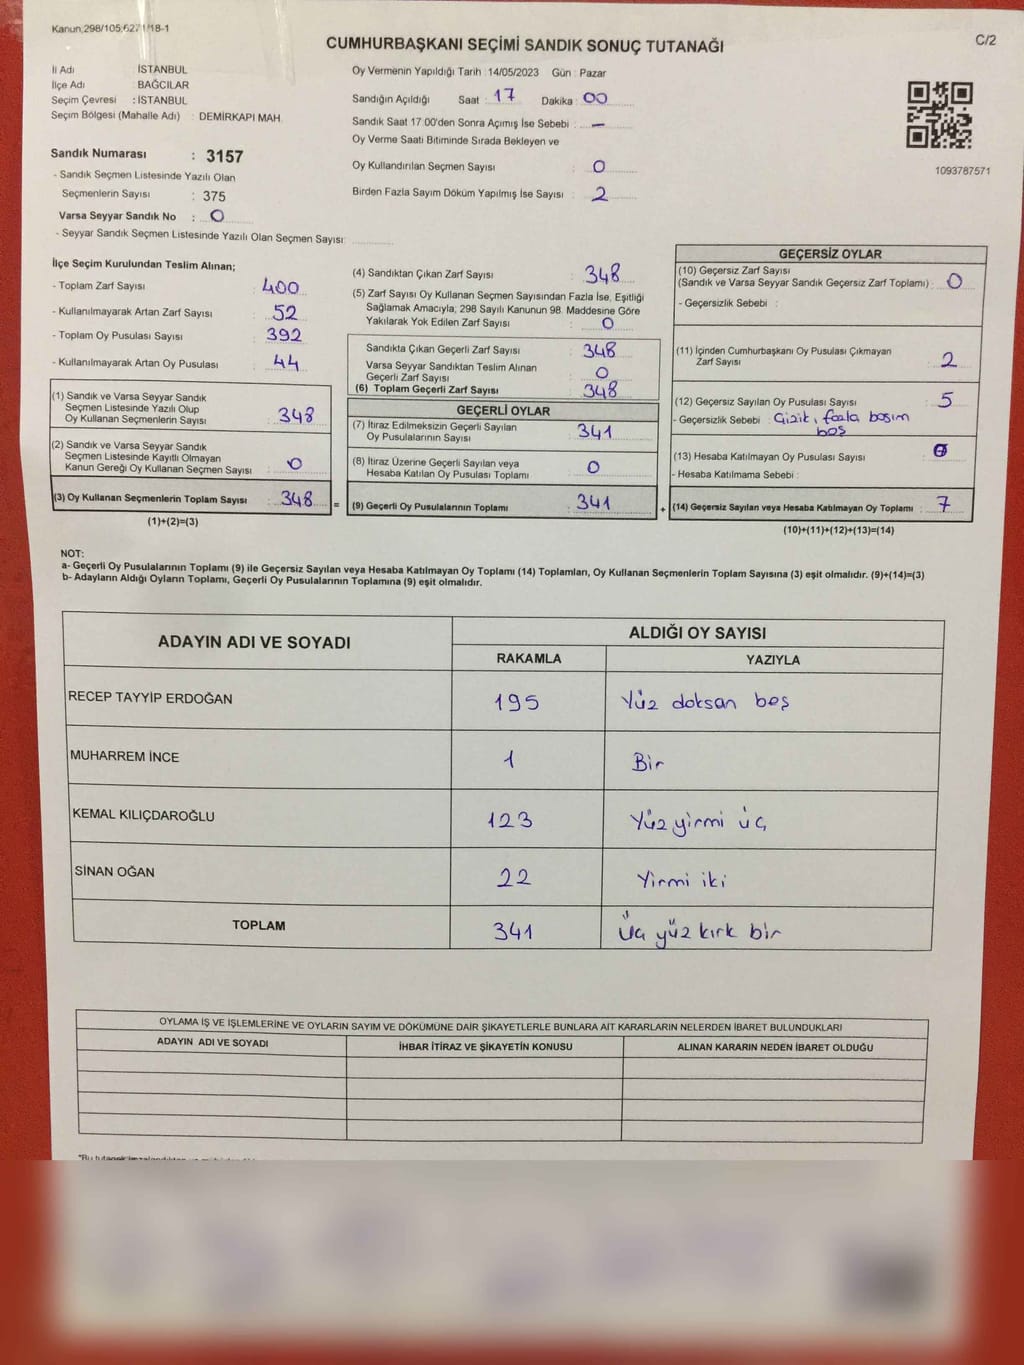 Kanun,298/105;627/18-1
CUMHURBAŞKANI SEÇİMİ SANDIK SONUÇ TUTANAĞI
C/2
İl Adı : İSTANBUL
İlçe Adı : BAĞCILAR
Seçim Çevresi : İSTANBUL
Seçim Bölgesi (Mahalle Adı) : DEMİRKAPI MAH.
Sandık Numarası : 3157
- Sandık Seçmen Listesinde Yazılı Olan
Seçmenlerin Sayısı : 375
Varsa Seyyar Sandık No : 0
- Seyyar Sandık Seçmen Listesinde Yazılı Olan Seçmen Sayısı:
Oy Vermenin Yapıldığı Tarih : 14/05/2023 Gün : Pazar
Sandığın Açıldığı Saat : 17 Dakika : 00
Sandık Saat 17.00'den Sonra Açımış İse Sebebi : —
Oy Verme Saati Bitiminde Sırada Bekleyen ve
Oy Kullandırılan Seçmen Sayısı : 0
Birden Fazla Sayım Döküm Yapılmış İse Sayısı : 2
1093787571
İlçe Seçim Kurulundan Teslim Alınan;
- Toplam Zarf Sayısı : 400
- Kullanılmayarak Artan Zarf Sayısı : 52
- Toplam Oy Pusulası Sayısı : 392
- Kullanılmayarak Artan Oy Pusulası : 44
(1) Sandık ve Varsa Seyyar Sandık
Seçmen Listesinde Yazılı Olup
Oy Kullanan Seçmenlerin Sayısı : 348
(2) Sandık ve Varsa Seyyar Sandık
Seçmen Listesinde Kayıtlı Olmayan
Kanun Gereği Oy Kullanan Seçmen Sayısı : 0
(3) Oy Kullanan Seçmenlerin Toplam Sayısı : 348 =
(1)+(2)=(3)
(4) Sandıktan Çıkan Zarf Sayısı : 348
(5) Zarf Sayısı Oy Kullanan Seçmen Sayısından Fazla İse, Eşitliği
Sağlamak Amacıyla; 298 Sayılı Kanunun 98. Maddesine Göre
Yakılarak Yok Edilen Zarf Sayısı : 0
Sandıkta Çıkan Geçerli Zarf Sayısı : 348
Varsa Seyyar Sandıktan Teslim Alınan
Geçerli Zarf Sayısı : 0
(6) Toplam Geçerli Zarf Sayısı : 348
GEÇERLİ OYLAR
(7) İtiraz Edilmeksizin Geçerli Sayılan
Oy Pusulalarının Sayısı : 341
(8) İtiraz Üzerine Geçerli Sayılan veya
Hesaba Katılan Oy Pusulası Toplamı : 0
(9) Geçerli Oy Pusulalarının Toplamı : 341 +
GEÇERSİZ OYLAR
(10) Geçersiz Zarf Sayısı
(Sandık ve Varsa Seyyar Sandık Geçersiz Zarf Toplamı) : 0
- Geçersizlik Sebebi :
(11) İçinden Cumhurbaşkanı Oy Pusulası Çıkmayan
Zarf Sayısı : 2
(12) Geçersiz Sayılan Oy Pusulası Sayısı : 5
- Geçersizlik Sebebi : Çizik, fazla basım
boş
(13) Hesaba Katılmayan Oy Pusulası Sayısı : 0
- Hesaba Katılmama Sebebi :
(14) Geçersiz Sayılan veya Hesaba Katılmayan Oy Toplamı : 7
(10)+(11)+(12)+(13)=(14)
NOT:
a- Geçerli Oy Pusulalarının Toplamı (9) ile Geçersiz Sayılan veya Hesaba Katılmayan Oy Toplamı (14) Toplamları, Oy Kullanan Seçmenlerin Toplam Sayısına (3) eşit olmalıdır. (9)+(14)=(3)
b- Adayların Aldığı Oyların Toplamı, Geçerli Oy Pusulalarının Toplamına (9) eşit olmalıdır.
ADAYIN ADI VE SOYADI
ALDIĞI OY SAYISI
RAKAMLA YAZIYLA
RECEP TAYYİP ERDOĞAN 195 Yüz doksan beş
MUHARREM İNCE 1 Bir
KEMAL KILIÇDAROĞLU 123 Yüz yirmi üç
SİNAN OĞAN 22 Yirmi iki
TOPLAM 341 Üç yüz kırk bir
OYLAMA İŞ VE İŞLEMLERİNE VE OYLARIN SAYIM VE DÖKÜMÜNE DAİR ŞİKAYETLERLE BUNLARA AİT KARARLARIN NELERDEN İBARET BULUNDUKLARI
ADAYIN ADI VE SOYADI İHBAR İTİRAZ VE ŞİKAYETİN KONUSU ALINAN KARARIN NEDEN İBARET OLDUĞU